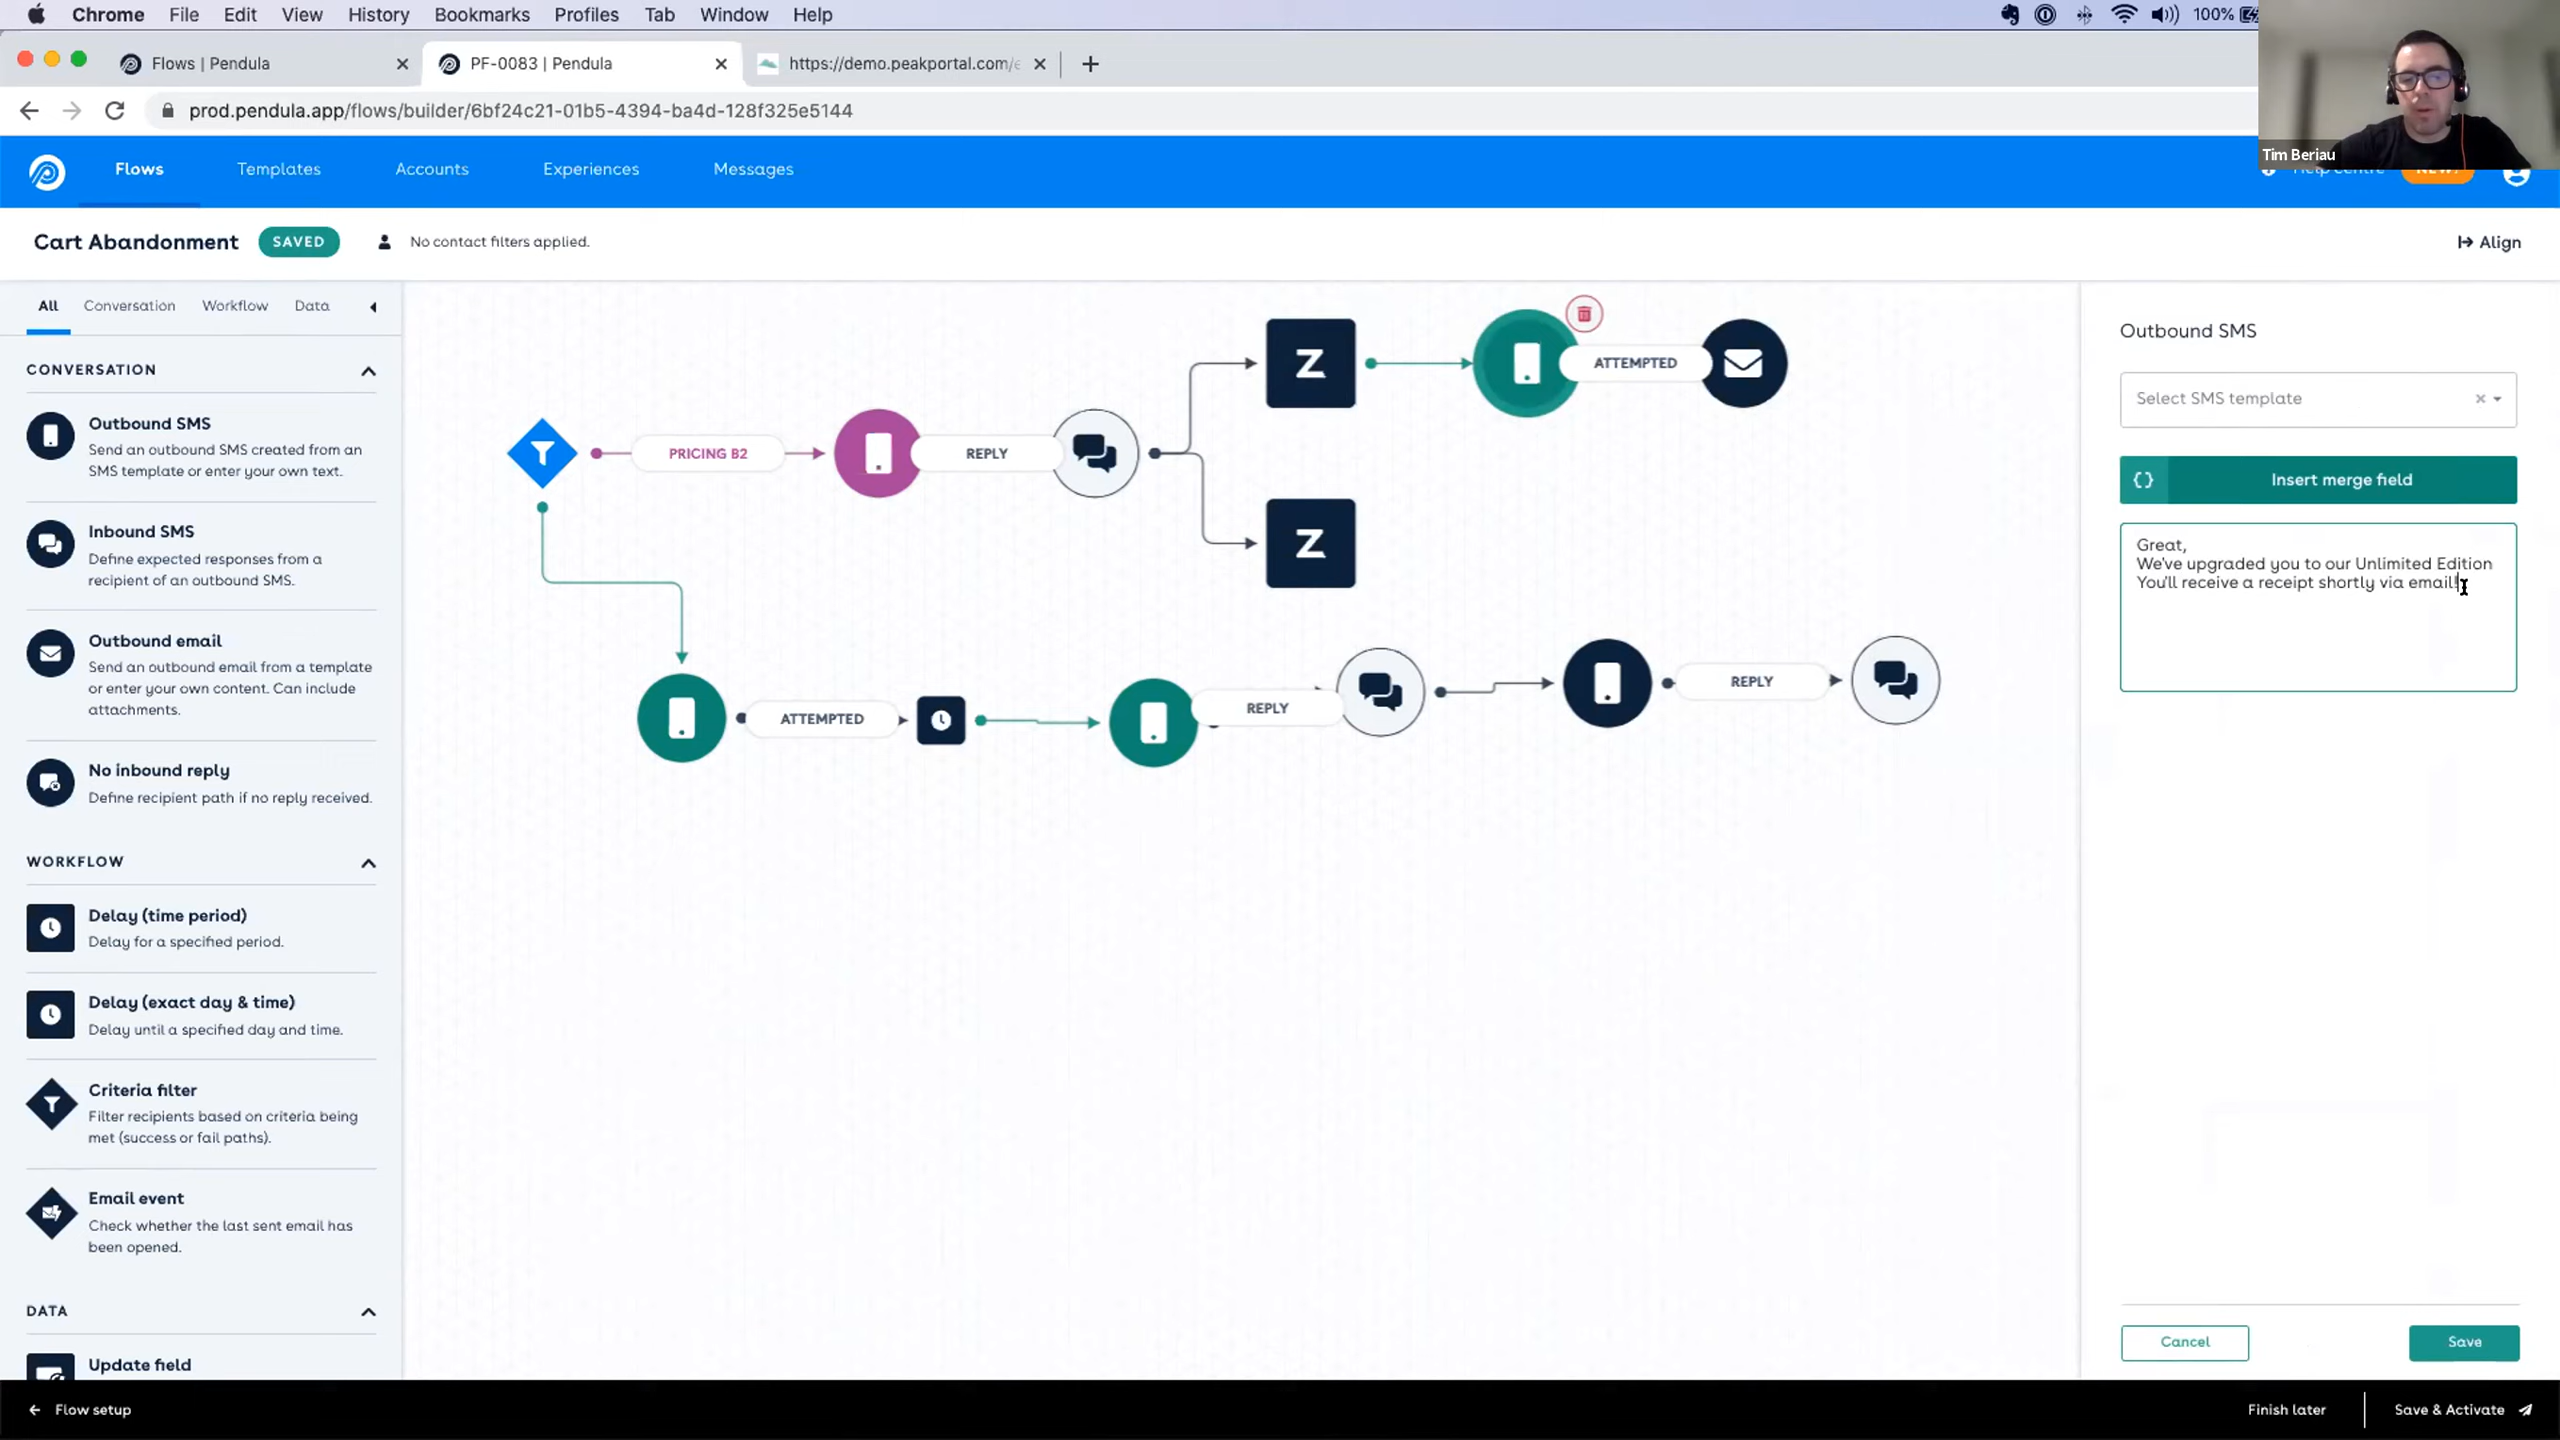 Chrome File Edit View History Bookmarks Profiles Tab Window Help
100%
Flows | Pendula
PF-0083 | Pendula
https://demo.peakportal.com/e
prod.pendula.app/flows/builder/6bf24c21-01b5-4394-ba4d-128f325e5144
Tim Beriau
Flows Templates Accounts Experiences Messages
Help centre
NEW!
Cart Abandonment
SAVED
No contact filters applied.
Align
All Conversation Workflow Data
CONVERSATION
Outbound SMS
Send an outbound SMS created from an
SMS template or enter your own text.
Inbound SMS
Define expected responses from a
recipient of an outbound SMS.
Outbound email
Send an outbound email from a template
or enter your own content. Can include
attachments.
No inbound reply
Define recipient path if no reply received.
WORKFLOW
Delay (time period)
Delay for a specified period.
Delay (exact day & time)
Delay until a specified day and time.
Criteria filter
Filter recipients based on criteria being
met (success or fail paths).
Email event
Check whether the last sent email has
been opened.
DATA
Update field
PRICING B2
REPLY
Z
ATTEMPTED
Z
ATTEMPTED
REPLY
REPLY
Outbound SMS
Select SMS template
{} Insert merge field
Great,
We've upgraded you to our Unlimited Edition
You'll receive a receipt shortly via email!
Cancel
Save
Flow setup
Finish later
Save & Activate